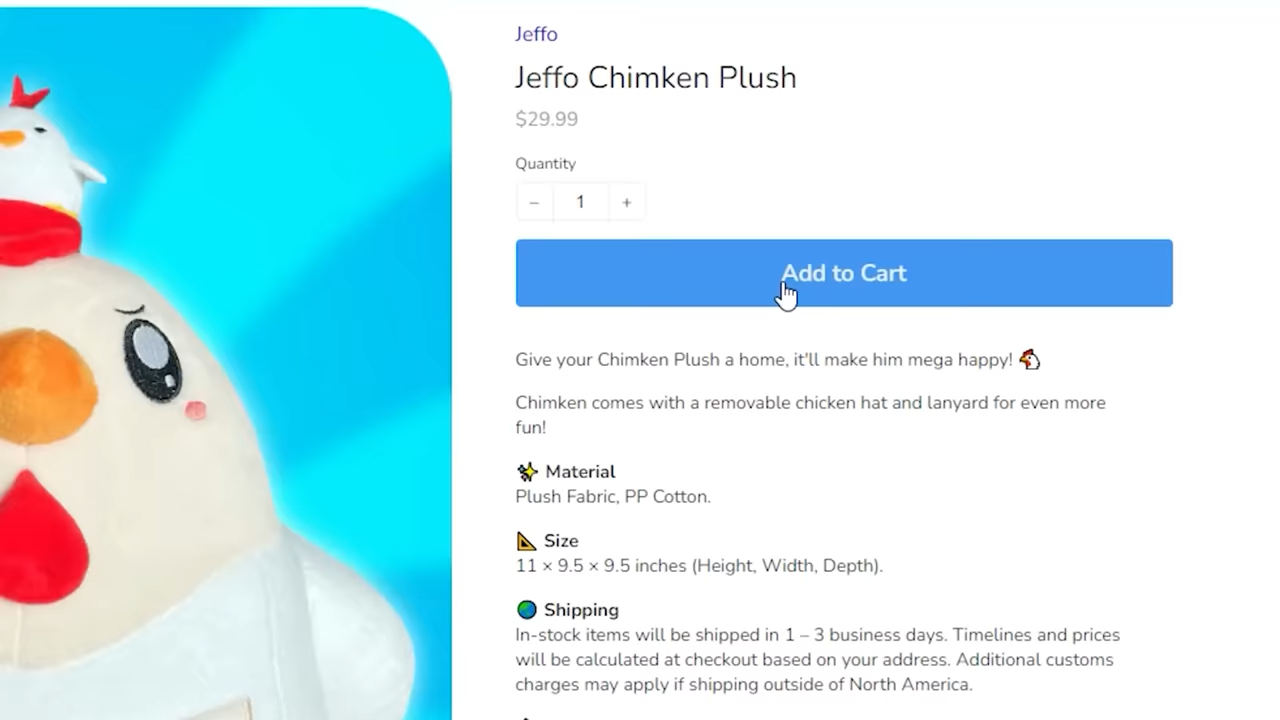 Jeffo
Jeffo Chimken Plush
$29.99
Quantity
− 1 +
Add to Cart
Give your Chimken Plush a home, it'll make him mega happy! 🐔
Chimken comes with a removable chicken hat and lanyard for even more
fun!
✨ Material
Plush Fabric, PP Cotton.
📐 Size
11 × 9.5 × 9.5 inches (Height, Width, Depth).
🌎 Shipping
In-stock items will be shipped in 1 – 3 business days. Timelines and prices
will be calculated at checkout based on your address. Additional customs
charges may apply if shipping outside of North America.